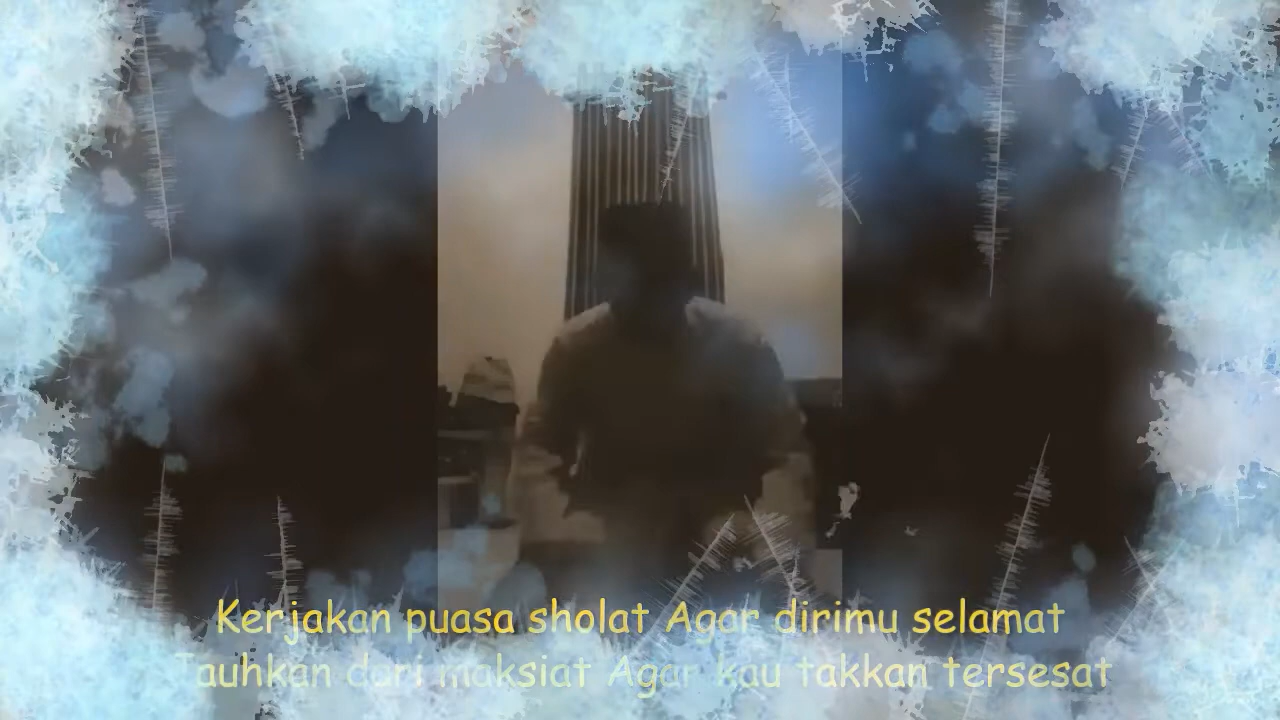 Kerjakan puasa sholat Agar dirimu selamat
Jauhkan dari maksiat Agar kau takkan tersesat